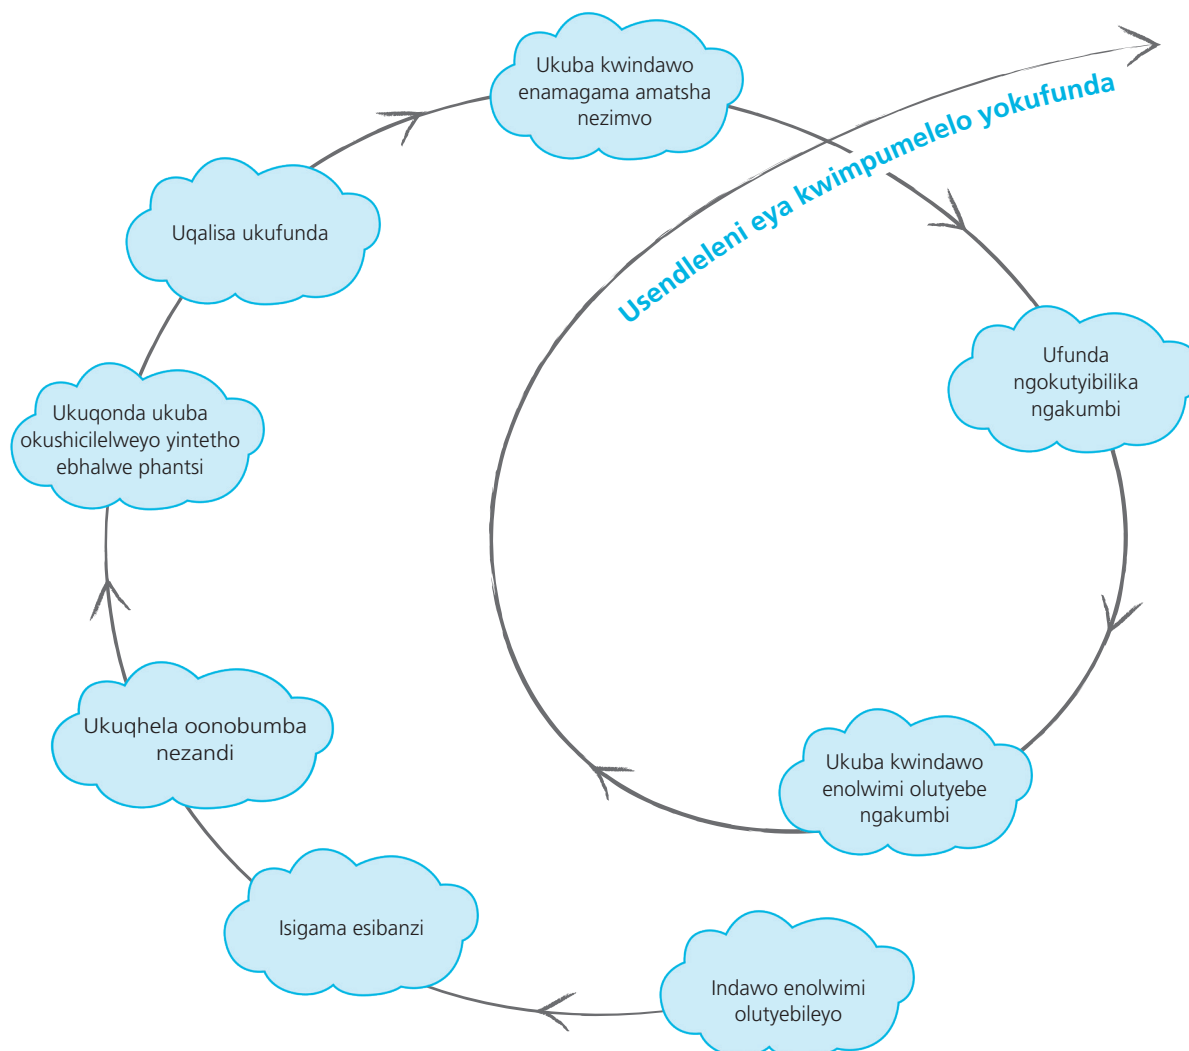 Ukuba kwindawo
enamagama amatsha
nezimvo
Usendleleni eya kwimpumelelo yokufunda
Uqalisa ukufunda
Ufunda
ngokutyibilika
ngakumbi
Ukuqonda ukuba
okushicilelweyo yintetho
ebhalwe phantsi
Ukuqhela oonobumba
nezandi
Ukuba kwindawo
enolwimi olutyebe
ngakumbi
Isigama esibanzi
Indawo enolwimi
olutyebileyo